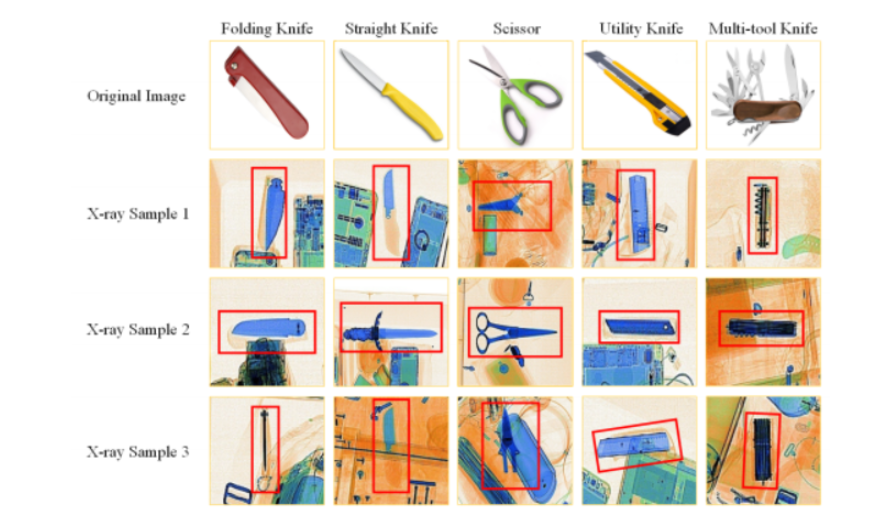 Folding Knife Straight Knife Scissor Utility Knife Multi-tool Knife
Original Image
X-ray Sample 1
X-ray Sample 2
X-ray Sample 3